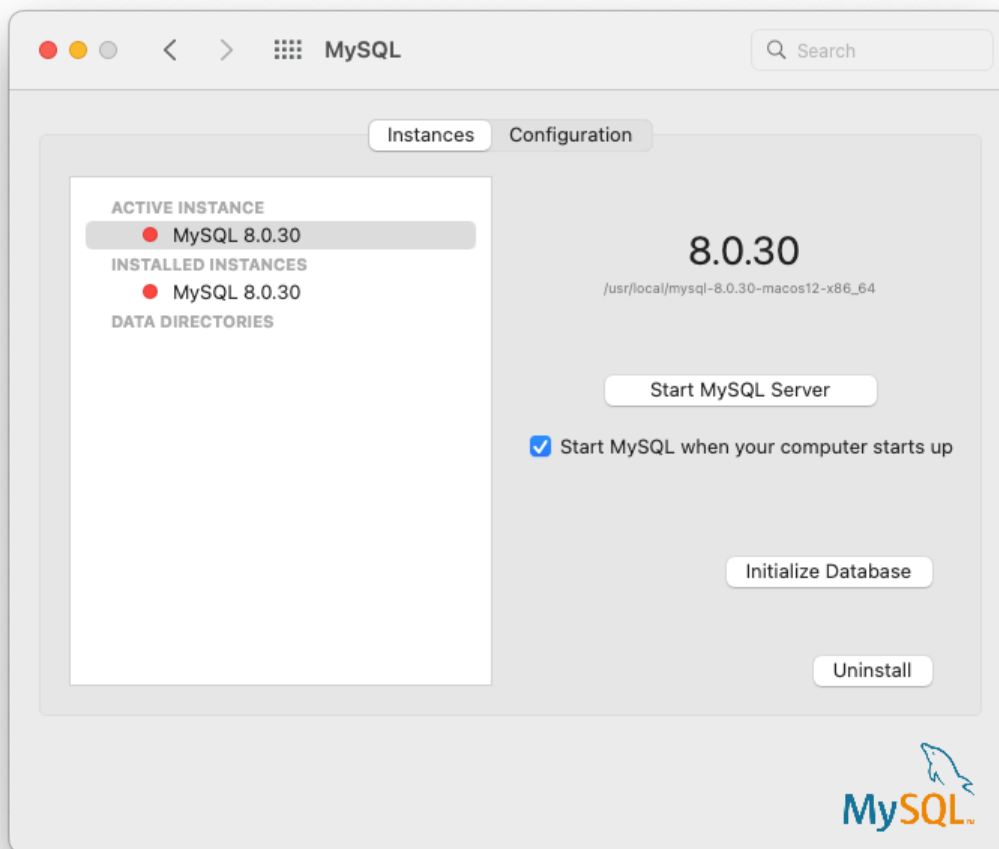 MySQL
Search
Instances
Configuration
ACTIVE INSTANCE
MySQL 8.0.30
INSTALLED INSTANCES
MySQL 8.0.30
DATA DIRECTORIES
8.0.30
/usr/local/mysql-8.0.30-macos12-x86_64
Start MySQL Server
Start MySQL when your computer starts up
Initialize Database
Uninstall
MySQL™